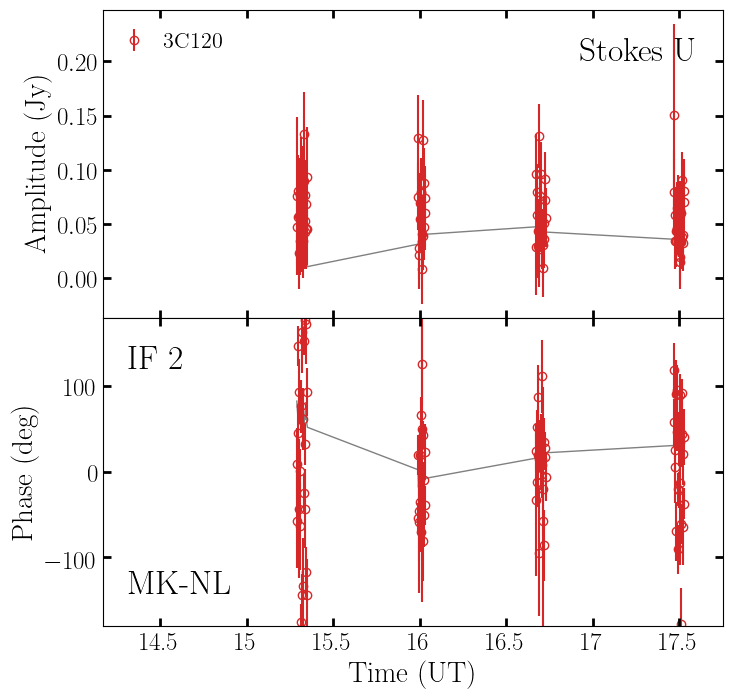 3C120
Stokes U
Amplitude (Jy)
0.20
0.15
0.10
0.05
0.00
IF 2
Phase (deg)
100
0
−100
MK-NL
14.5 15 15.5 16 16.5 17 17.5
Time (UT)